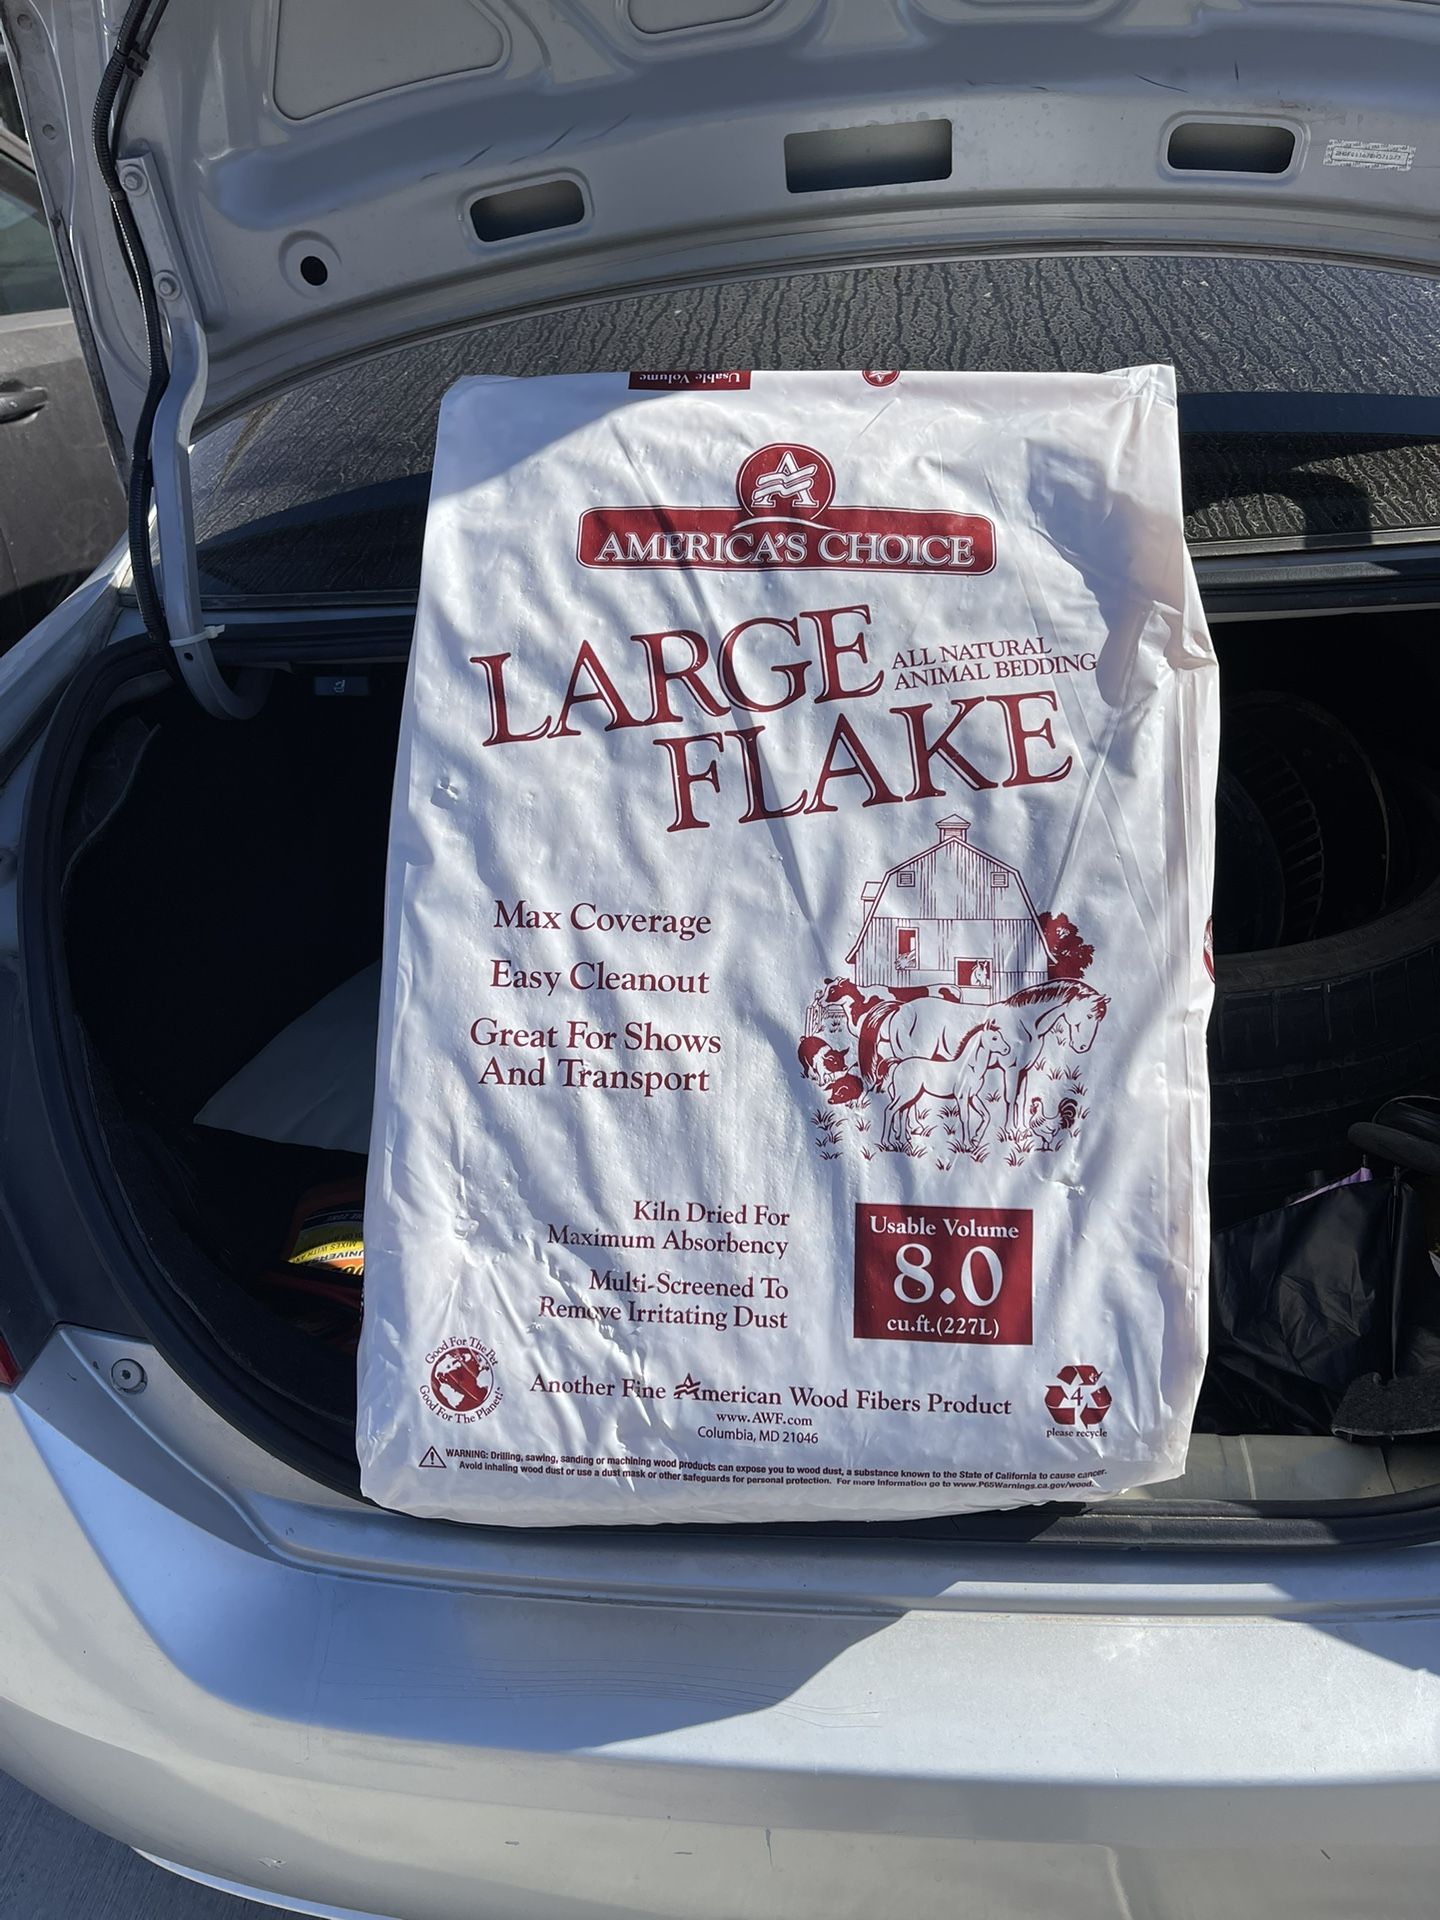 Usable Volume
AMERICA'S CHOICE
LARGE
FLAKE
ALL NATURAL
ANIMAL BEDDING
Max Coverage
Easy Cleanout
Great For Shows
And Transport
Kiln Dried For
Maximum Absorbency
Multi-Screened To
Remove Irritating Dust
Usable Volume
8.0
cu.ft.(227L)
Good For The Pet
Good For The Planet!
Another Fine American Wood Fibers Product
www.AWF.com
Columbia, MD 21046
4
please recycle
WARNING: Drilling, sawing, sanding or machining wood products can expose you to wood dust, a substance known to the State of California to cause cancer.
Avoid inhaling wood dust or use a dust mask or other safeguards for personal protection. For more information go to www.P65Warnings.ca.gov/wood.